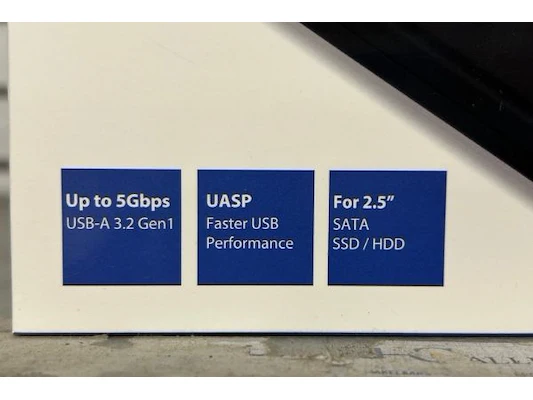 Up to 5Gbps
USB-A 3.2 Gen1
UASP
Faster USB
Performance
For 2.5”
SATA
SSD / HDD